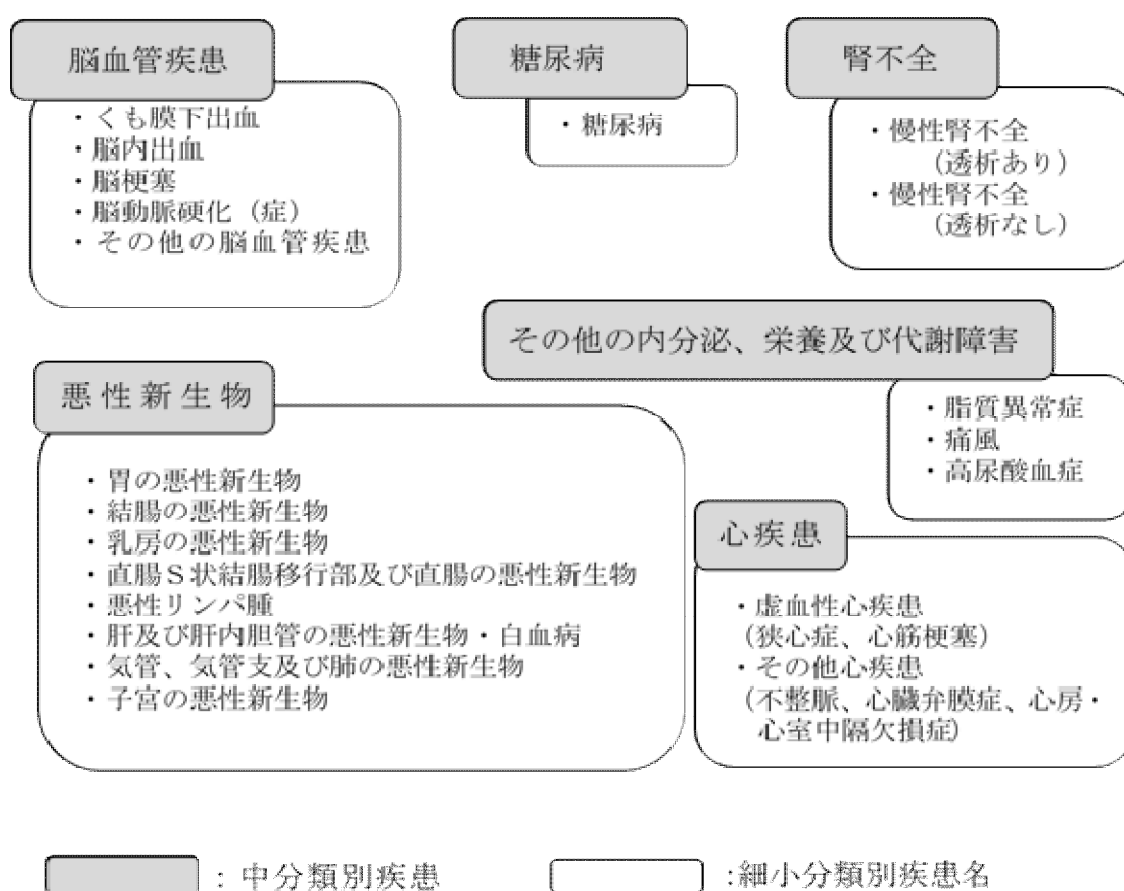 脳血管疾患
・くも膜下出血
・脳内出血
・脳梗塞
・脳動脈硬化（症）
・その他の脳血管疾患
糖尿病
・糖尿病
腎不全
・慢性腎不全
（透析あり）
・慢性腎不全
（透析なし）
その他の内分泌、栄養及び代謝障害
・脂質異常症
・痛風
・高尿酸血症
悪性新生物
・胃の悪性新生物
・結腸の悪性新生物
・乳房の悪性新生物
・直腸S状結腸移行部及び直腸の悪性新生物
・悪性リンパ腫
・肝及び肝内胆管の悪性新生物・白血病
・気管、気管支及び肺の悪性新生物
・子宮の悪性新生物
心疾患
・虚血性心疾患
（狭心症、心筋梗塞）
・その他心疾患
（不整脈、心臓弁膜症、心房・
心室中隔欠損症）
：中分類別疾患
：細小分類別疾患名